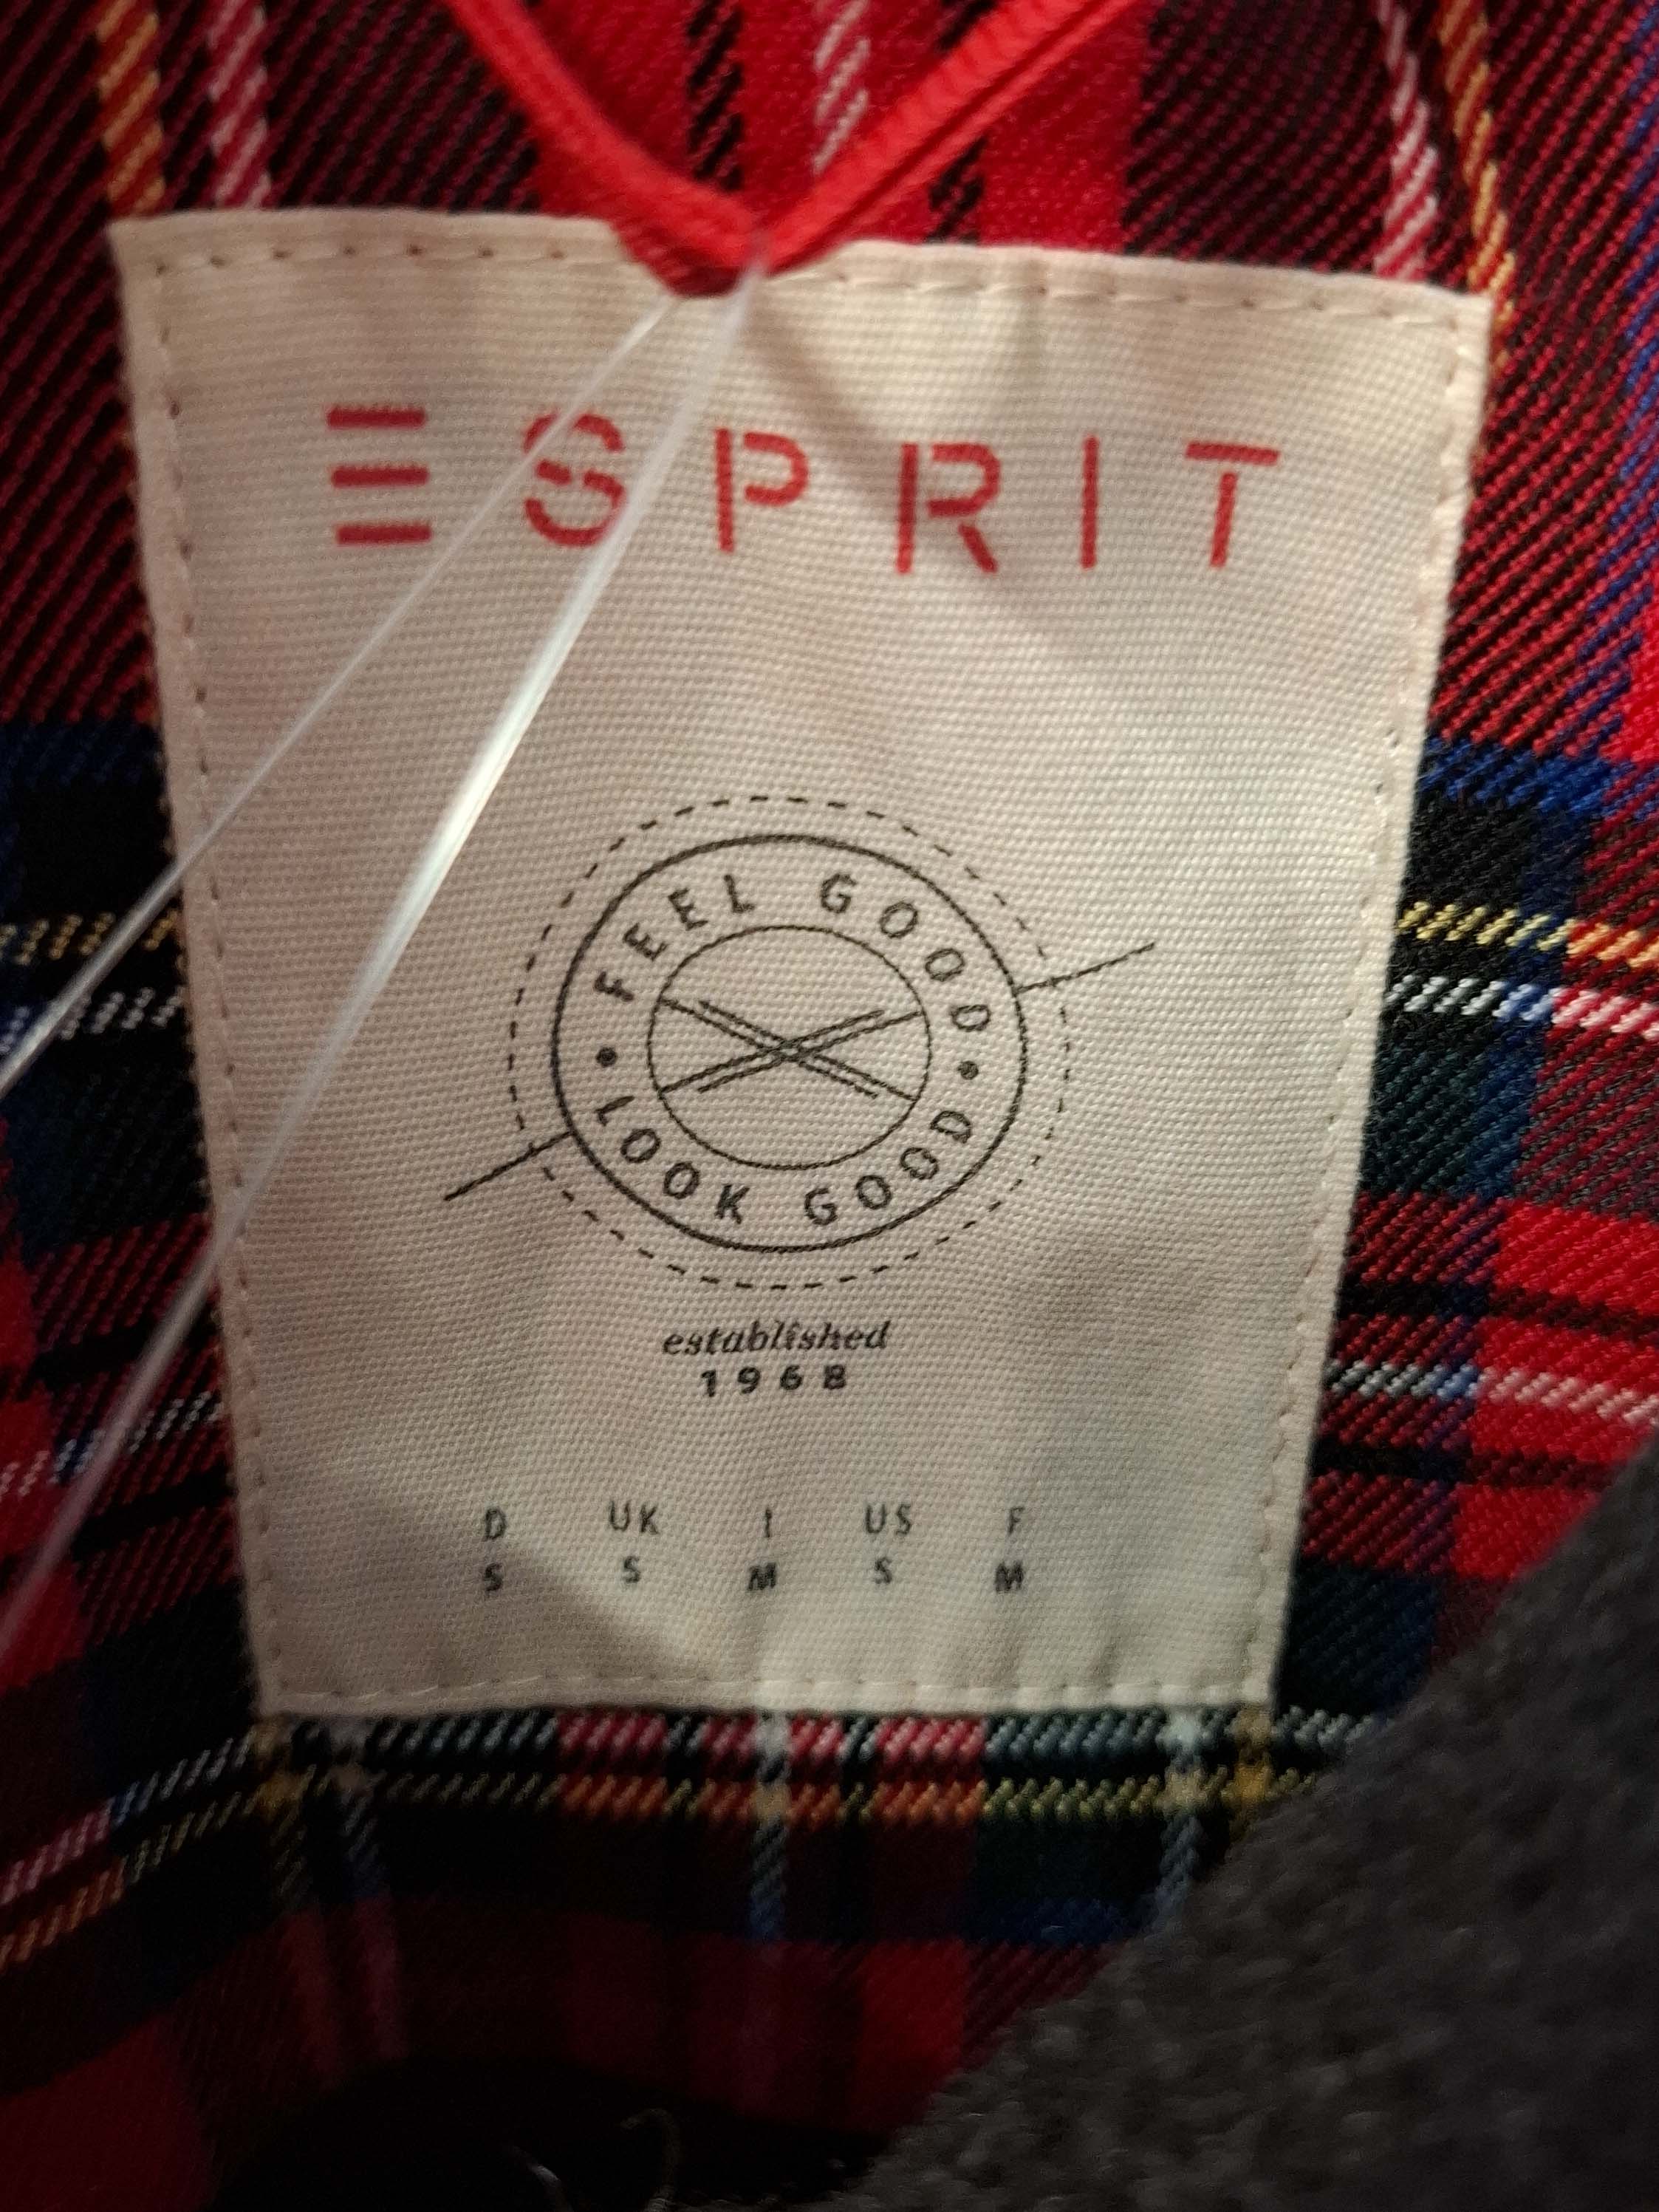 ESPRIT
FEEL GOOD
• LOOK GOOD •
established
1968
D UK I US F
S S M S M